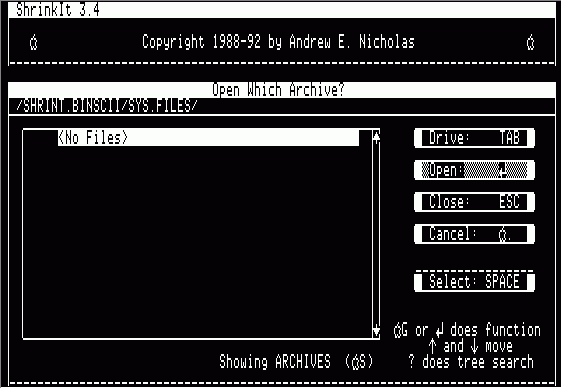 ShrinkIt 3.4
Copyright 1988-92 by Andrew E. Nicholas
Open Which Archive?
/SHRINT.BINSCII/SYS.FILES/
<No Files>
Drive: TAB
Open: ↵
Close: ESC
Cancel: .
Select: SPACE
G or ↵ does function
↑ and ↓ move
Showing ARCHIVES (S)
? does tree search